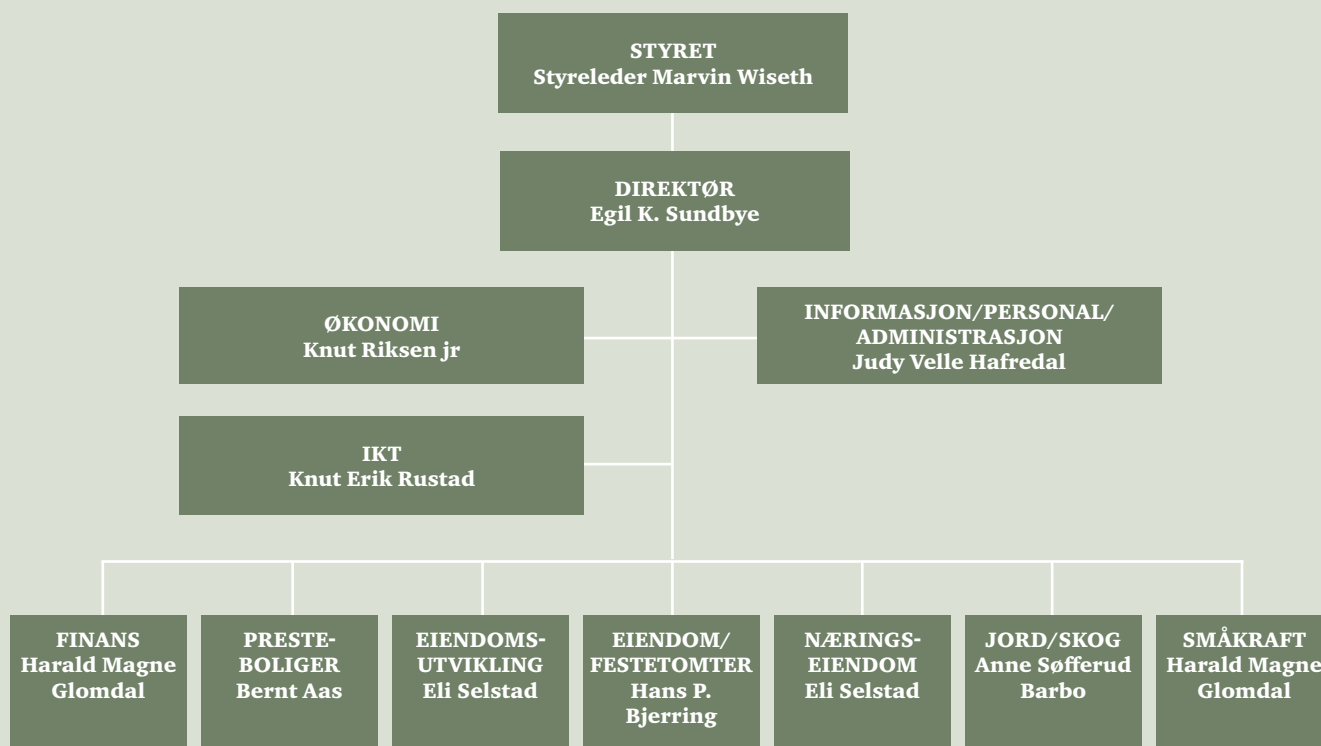 STYRET
Styreleder Marvin Wiseth
DIREKTØR
Egil K. Sundbye
ØKONOMI
Knut Riksen jr
INFORMASJON/PERSONAL/
ADMINISTRASJON
Judy Velle Hafredal
IKT
Knut Erik Rustad
FINANS
Harald Magne
Glomdal
PRESTE-
BOLIGER
Bernt Aas
EIENDOMS-
UTVIKLING
Eli Selstad
EIENDOM/
FESTETOMTER
Hans P.
Bjerring
NÆRINGS-
EIENDOM
Eli Selstad
JORD/SKOG
Anne Søfferud
Barbo
SMÅKRAFT
Harald Magne
Glomdal